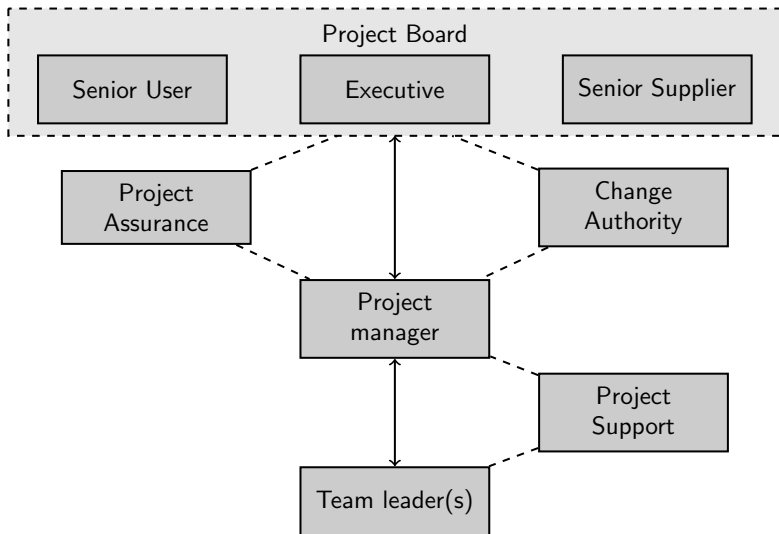 Project Board
Senior User
Executive
Senior Supplier
Project
Assurance
Change
Authority
Project
manager
Project
Support
Team leader(s)